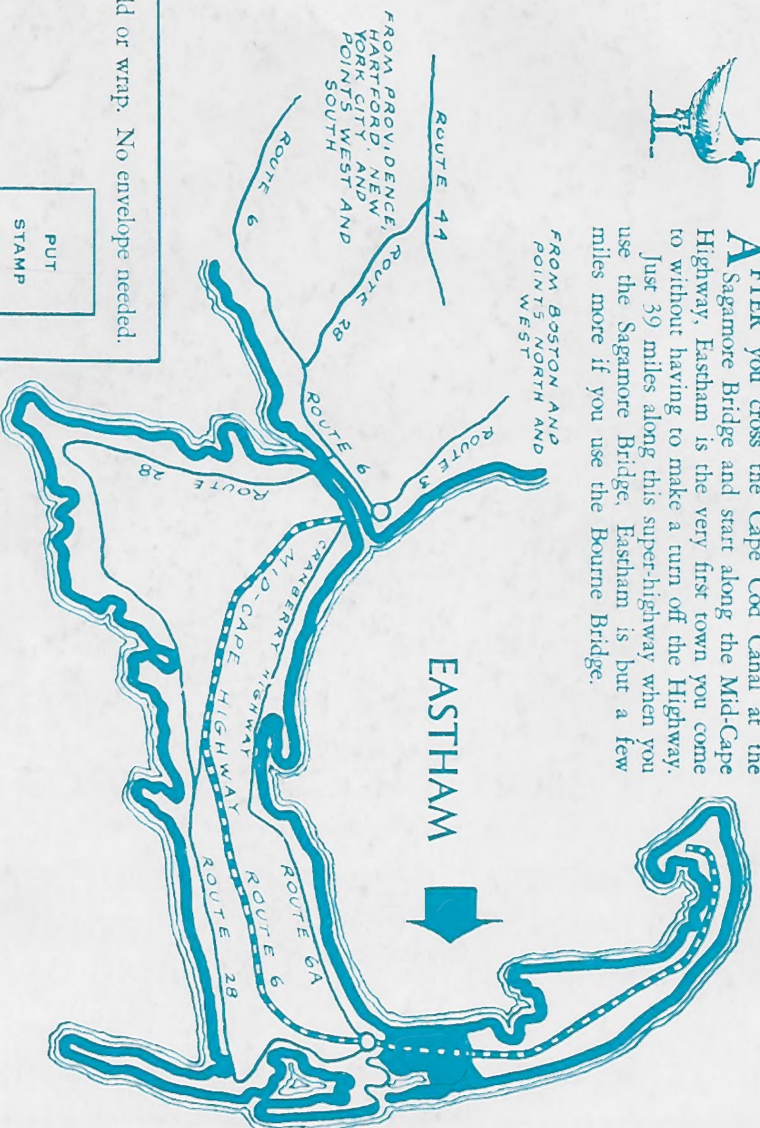 AFTER you cross the Cape Cod Canal at the
Sagamore Bridge and start along the Mid-Cape
Highway, Eastham is the very first town you come
to without having to make a turn off the Highway.
Just 39 miles along this super-highway when you
use the Sagamore Bridge, Eastham is but a few
miles more if you use the Bourne Bridge.
FROM BOSTON AND
POINTS NORTH AND
WEST
ROUTE 44
ROUTE 28
FROM PROVIDENCE,
HARTFORD, NEW
YORK CITY, AND
POINTS WEST AND
SOUTH
ROUTE 6
ROUTE 3
ROUTE 6
EASTHAM
ROUTE 28
CRANBERRY HIGHWAY
MID-CAPE HIGHWAY
ROUTE 6A
ROUTE 6
ROUTE 28
or wrap. No envelope needed.
PUT
STAMP